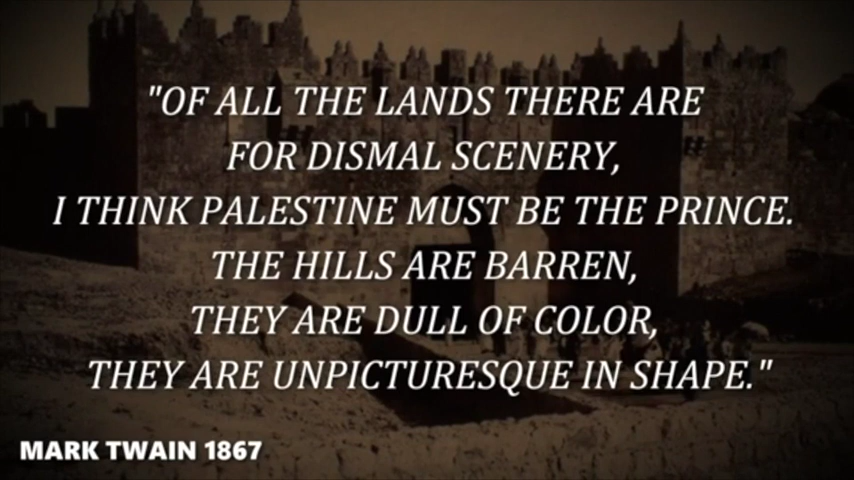 "OF ALL THE LANDS THERE ARE
FOR DISMAL SCENERY,
I THINK PALESTINE MUST BE THE PRINCE.
THE HILLS ARE BARREN,
THEY ARE DULL OF COLOR,
THEY ARE UNPICTURESQUE IN SHAPE."
MARK TWAIN 1867